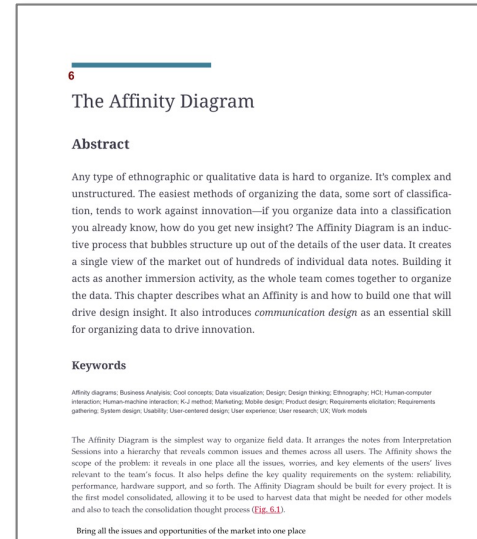 6
The Affinity Diagram
Abstract
Any type of ethnographic or qualitative data is hard to organize. It's complex and
unstructured. The easiest methods of organizing the data, some sort of classifica-
tion, tends to work against innovation—if you organize data into a classification
you already know, how do you get new insight? The Affinity Diagram is an induc-
tive process that bubbles structure up out of the details of the user data. It creates
a single view of the market out of hundreds of individual data notes. Building it
acts as another immersion activity, as the whole team comes together to organize
the data. This chapter describes what an Affinity is and how to build one that will
drive design insight. It also introduces communication design as an essential skill
for organizing data to drive innovation.
Keywords
Affinity diagrams; Business Analyisis; Cool concepts; Data visualization; Design; Design thinking; Ethnography; HCI; Human-computer
interaction; Human-machine interaction; K-J method; Marketing; Mobile design; Product design; Requirements elicitation; Requirements
gathering; System design; Usability; User-centered design; User experience; User research; UX; Work models
The Affinity Diagram is the simplest way to organize field data. It arranges the notes from Interpretation
Sessions into a hierarchy that reveals common issues and themes across all users. The Affinity shows the
scope of the problem: it reveals in one place all the issues, worries, and key elements of the users' lives
relevant to the team's focus. It also helps define the key quality requirements on the system: reliability,
performance, hardware support, and so forth. The Affinity Diagram should be built for every project. It is
the first model consolidated, allowing it to be used to harvest data that might be needed for other models
and also to teach the consolidation thought process (Fig. 6.1).
Bring all the issues and opportunities of the market into one place